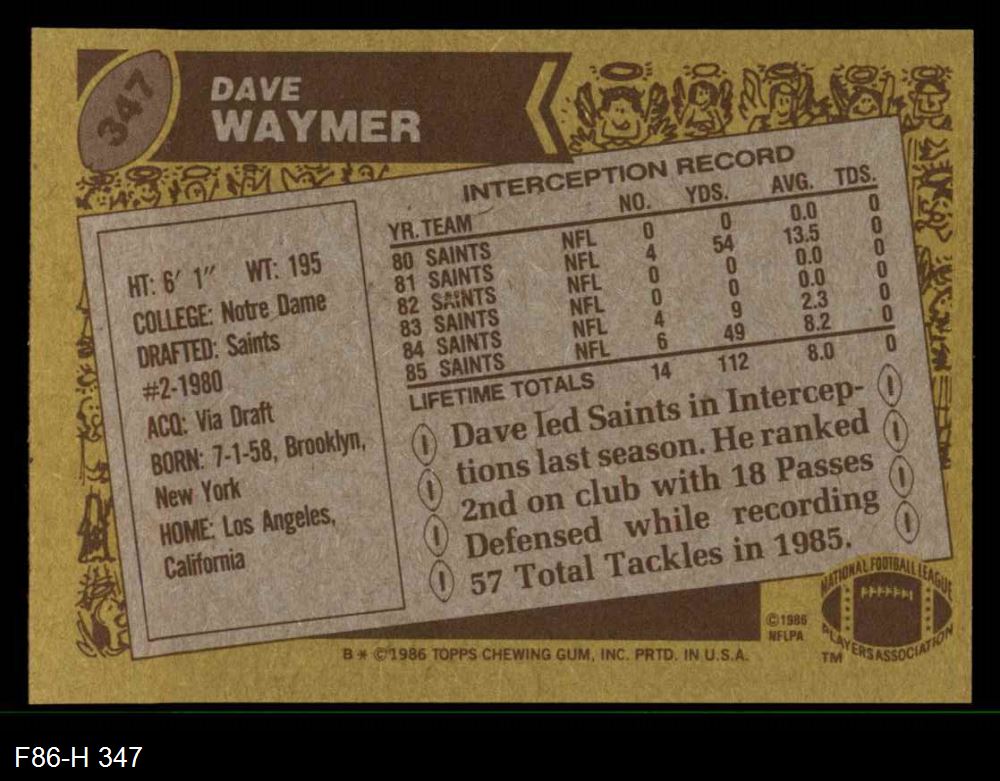 347
DAVE
WAYMER
INTERCEPTION RECORD
YR. TEAM NO. YDS. AVG. TDS.
80 SAINTS NFL 0 0 0.0 0
81 SAINTS NFL 4 54 13.5 0
82 SAINTS NFL 0 0 0.0 0
83 SAINTS NFL 0 0 0.0 0
84 SAINTS NFL 4 9 2.3 0
85 SAINTS NFL 6 49 8.2 0
LIFETIME TOTALS 14 112 8.0 0
HT: 6' 1" WT: 195
COLLEGE: Notre Dame
DRAFTED: Saints
#2-1980
ACQ: Via Draft
BORN: 7-1-58, Brooklyn,
New York
HOME: Los Angeles,
California
Dave led Saints in Intercep-
tions last season. He ranked
2nd on club with 18 Passes
Defensed while recording
57 Total Tackles in 1985.
©1986
NFLPA
NATIONAL FOOTBALL LEAGUE
PLAYERS ASSOCIATION
TM
B * ©1986 TOPPS CHEWING GUM, INC. PRTD. IN U.S.A.
F86-H 347